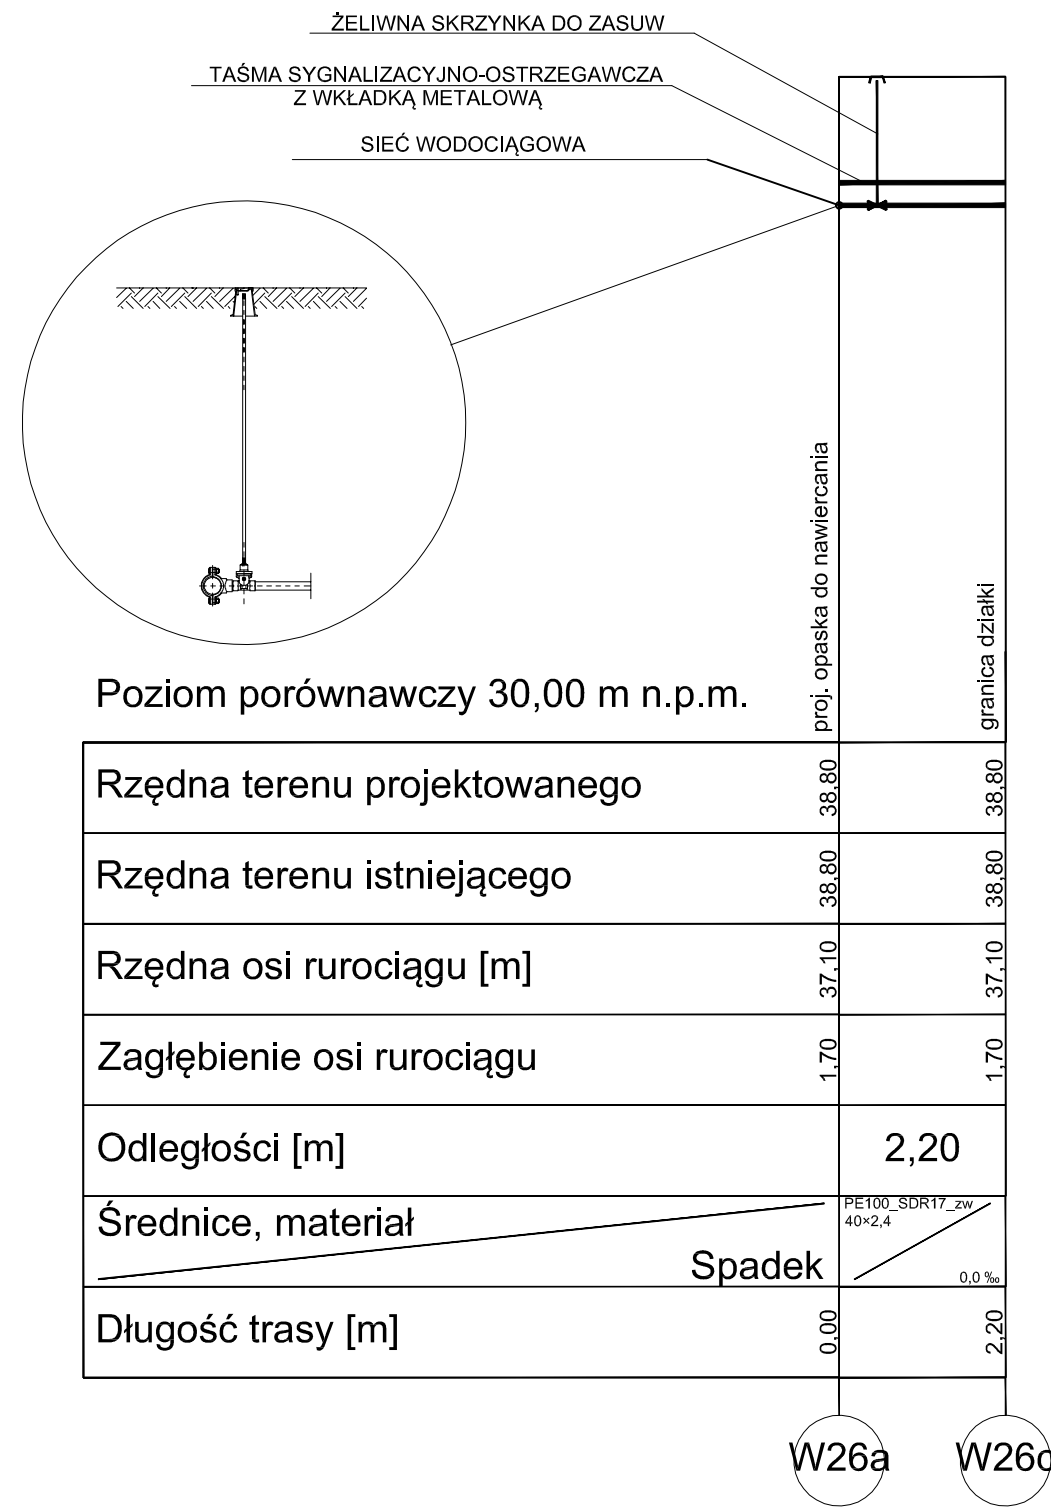 ŻELIWNA SKRZYNKA DO ZASUW
TAŚMA SYGNALIZACYJNO-OSTRZEGAWCZA
Z WKŁADKĄ METALOWĄ
SIEĆ WODOCIĄGOWA
proj. opaska do nawiercania
granica działki
Poziom porównawczy 30,00 m n.p.m.
Rzędna terenu projektowanego 38,80 38,80
Rzędna terenu istniejącego 38,80 38,80
Rzędna osi rurociągu [m] 37,10 37,10
Zagłębienie osi rurociągu 1,70 1,70
Odległości [m] 2,20
Średnice, materiał PE100_SDR17_zw
40×2,4
Spadek 0,0 ‰
Długość trasy [m] 0,00 2,20
W26a